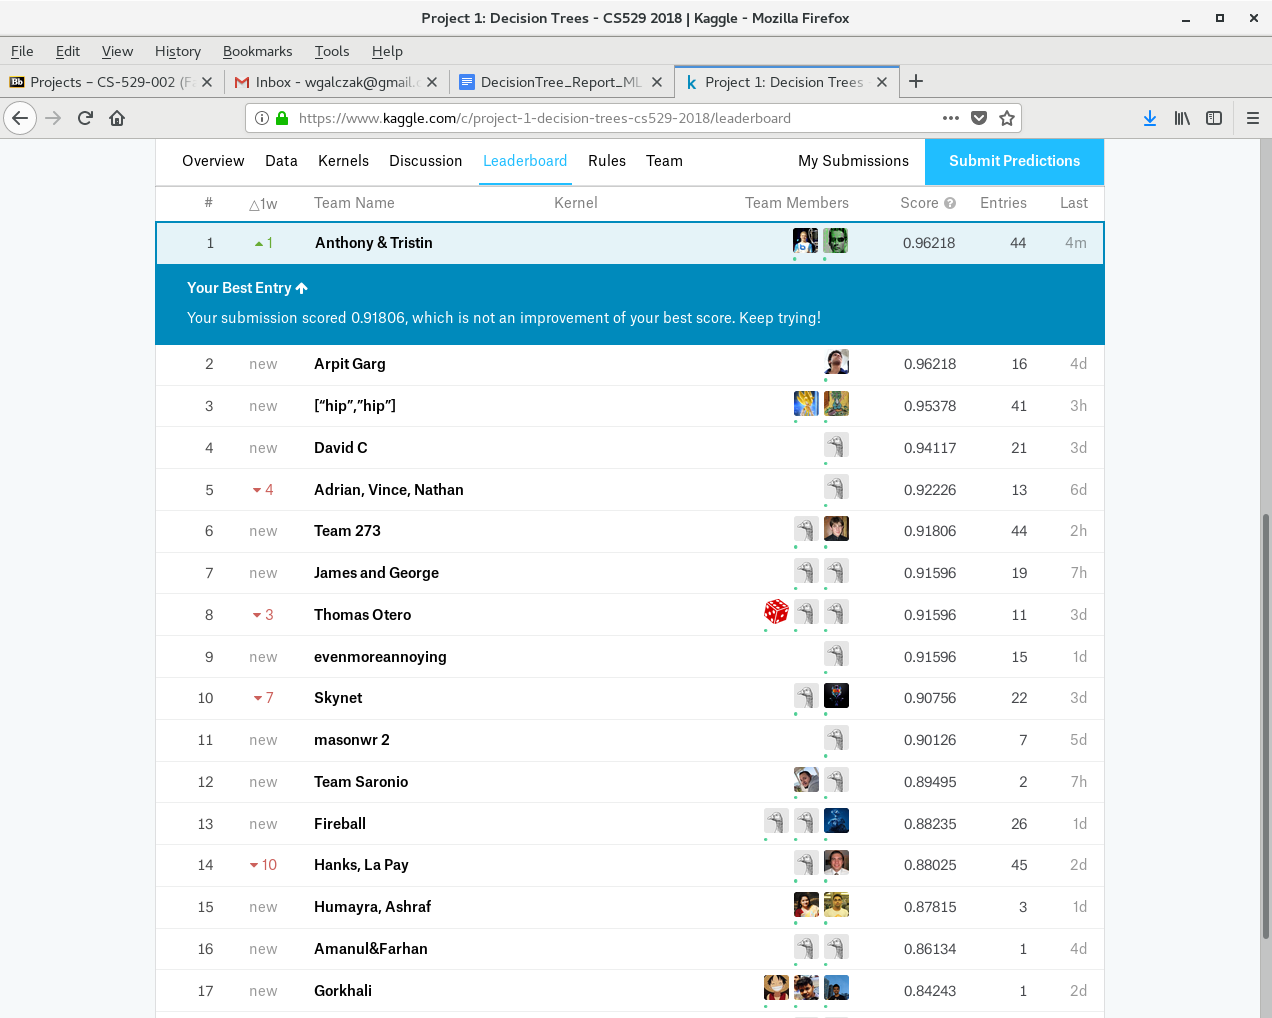 Project 1: Decision Trees - CS529 2018 | Kaggle - Mozilla Firefox
File Edit View History Bookmarks Tools Help
Bb Projects – CS-529-002 (Fa Inbox - wgalczak@gmail.c DecisionTree_Report_ML k Project 1: Decision Trees
https://www.kaggle.com/c/project-1-decision-trees-cs529-2018/leaderboard
Overview Data Kernels Discussion Leaderboard Rules Team My Submissions Submit Predictions
# △1w Team Name Kernel Team Members Score ? Entries Last
1 ▲1 Anthony & Tristin 0.96218 44 4m
Your Best Entry ↑
Your submission scored 0.91806, which is not an improvement of your best score. Keep trying!
2 new Arpit Garg 0.96218 16 4d
3 new [“hip”,”hip”] 0.95378 41 3h
4 new David C 0.94117 21 3d
5 ▼4 Adrian, Vince, Nathan 0.92226 13 6d
6 new Team 273 0.91806 44 2h
7 new James and George 0.91596 19 7h
8 ▼3 Thomas Otero 0.91596 11 3d
9 new evenmoreannoying 0.91596 15 1d
10 ▼7 Skynet 0.90756 22 3d
11 new masonwr 2 0.90126 7 5d
12 new Team Saronio 0.89495 2 7h
13 new Fireball 0.88235 26 1d
14 ▼10 Hanks, La Pay 0.88025 45 2d
15 new Humayra, Ashraf 0.87815 3 1d
16 new Amanul&Farhan 0.86134 1 4d
17 new Gorkhali 0.84243 1 2d